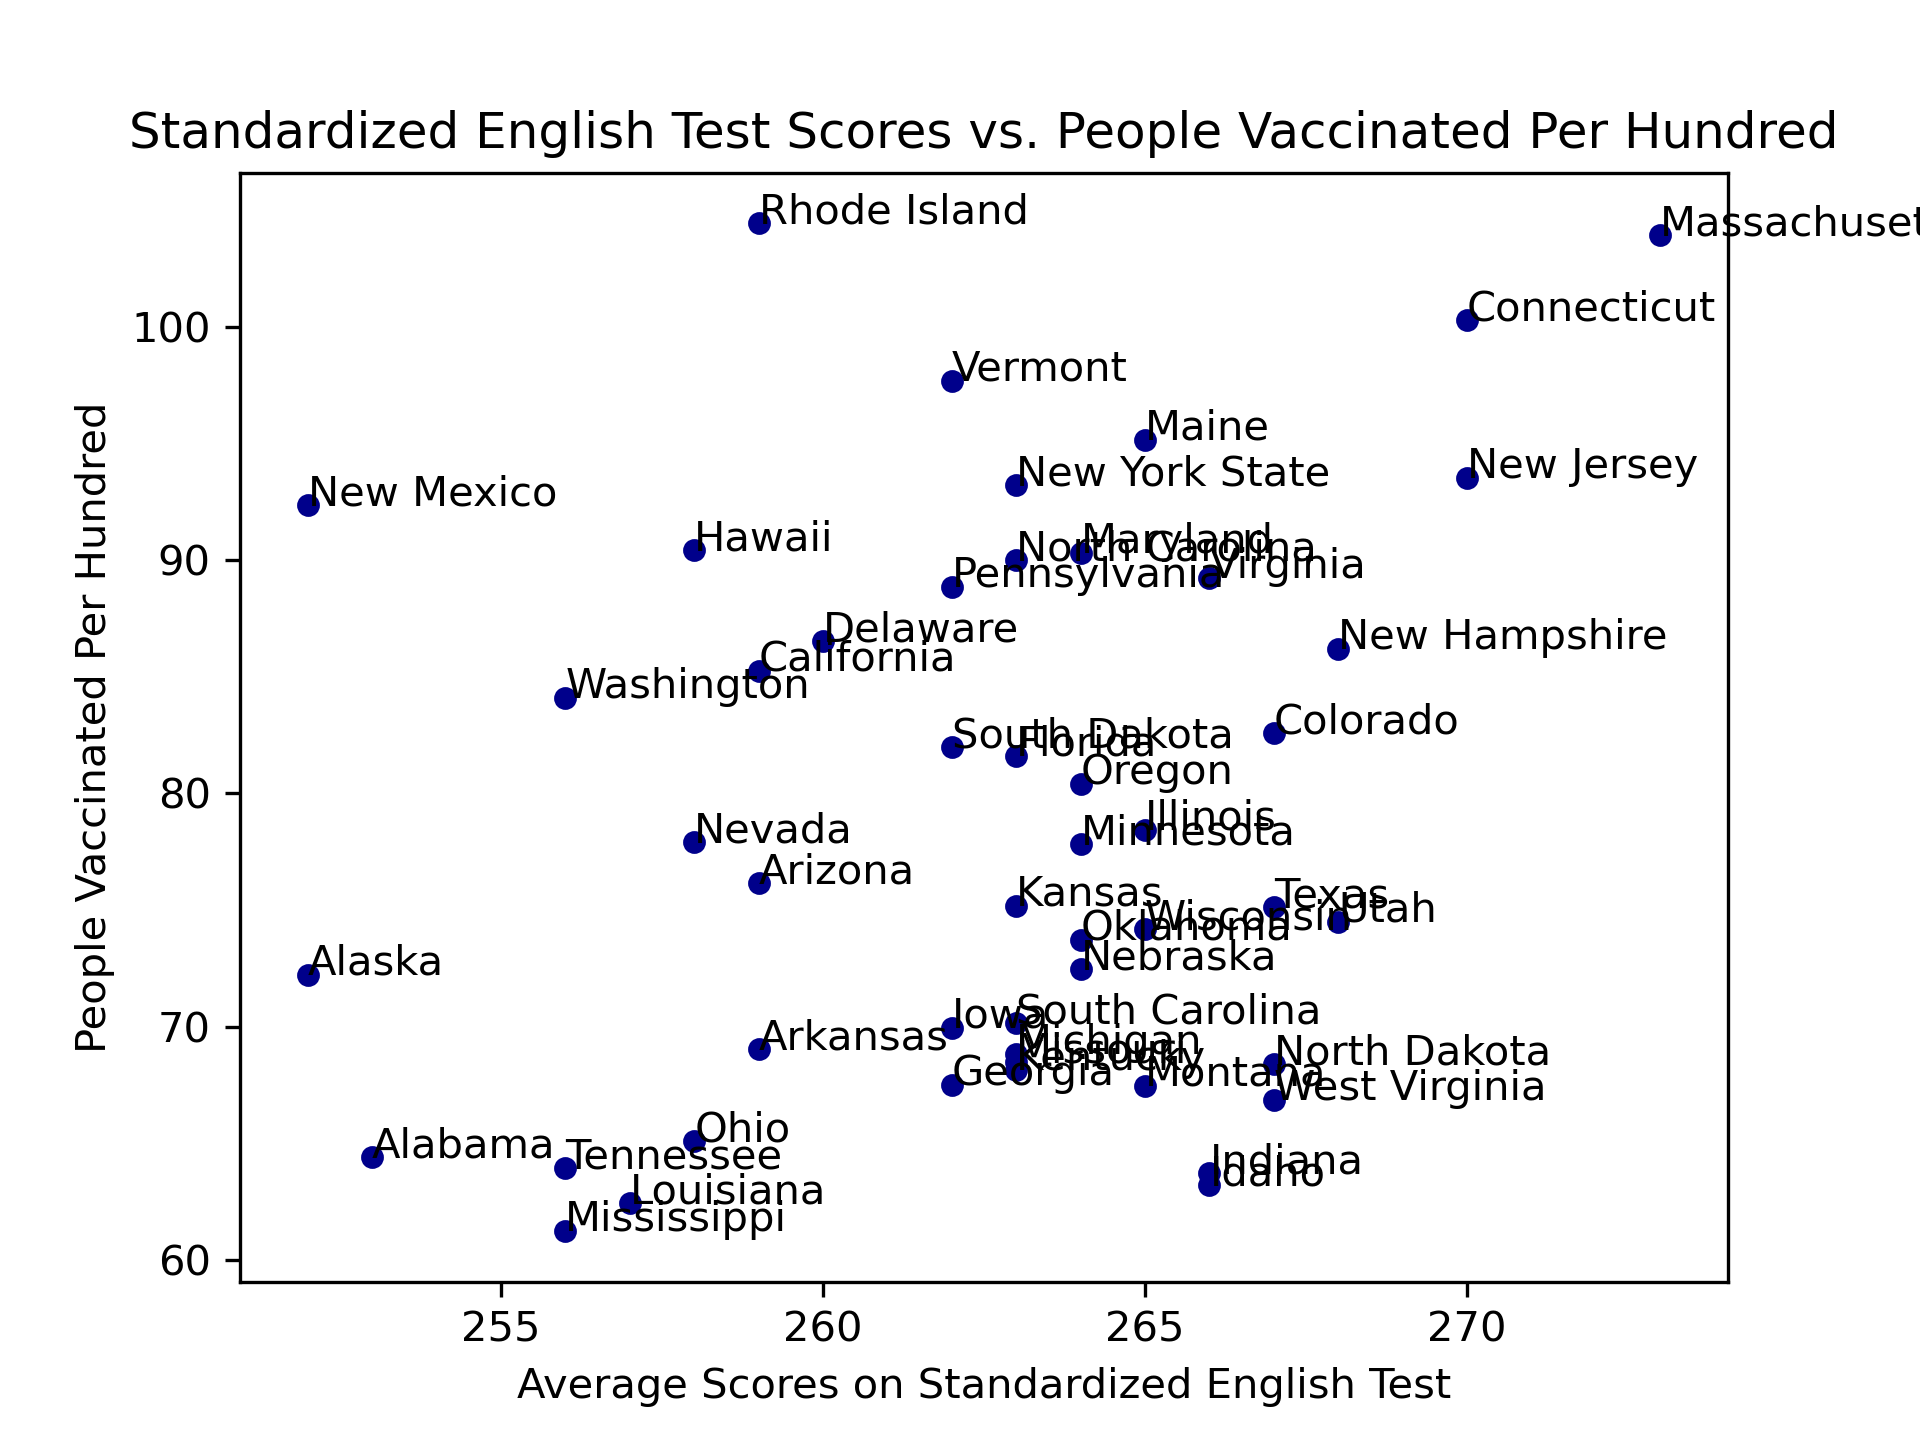 Standardized English Test Scores vs. People Vaccinated Per Hundred
Rhode Island
Massachuset
Connecticut
100
Vermont
Maine
New York State
New Jersey
New Mexico
Hawaii
Maryland
North Carolina
90
Virginia
Pennsylvania
Delaware
New Hampshire
California
Washington
Colorado
South Dakota
Florida
Oregon
80
Illinois
Nevada
Minnesota
Arizona
Kansas
Texas
Utah
Wisconsin
Oklahoma
Nebraska
Alaska
South Carolina
Iowa
70
Michigan
Arkansas
North Dakota
Kentucky
Georgia
Montana
West Virginia
Ohio
Alabama
Tennessee
Indiana
Idaho
Louisiana
Mississippi
60
People Vaccinated Per Hundred
255 260 265 270
Average Scores on Standardized English Test